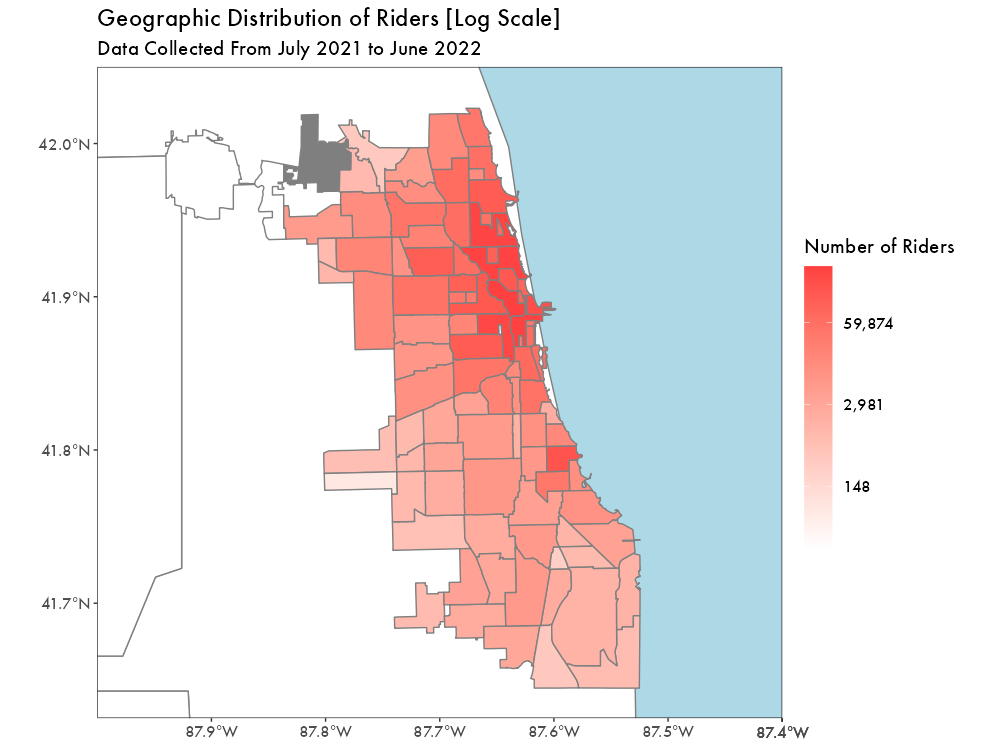 Geographic Distribution of Riders [Log Scale]
Data Collected From July 2021 to June 2022
42.0°N
41.9°N
41.8°N
41.7°N
87.9°W 87.8°W 87.7°W 87.6°W 87.5°W 87.4°W
Number of Riders
59,874
2,981
148